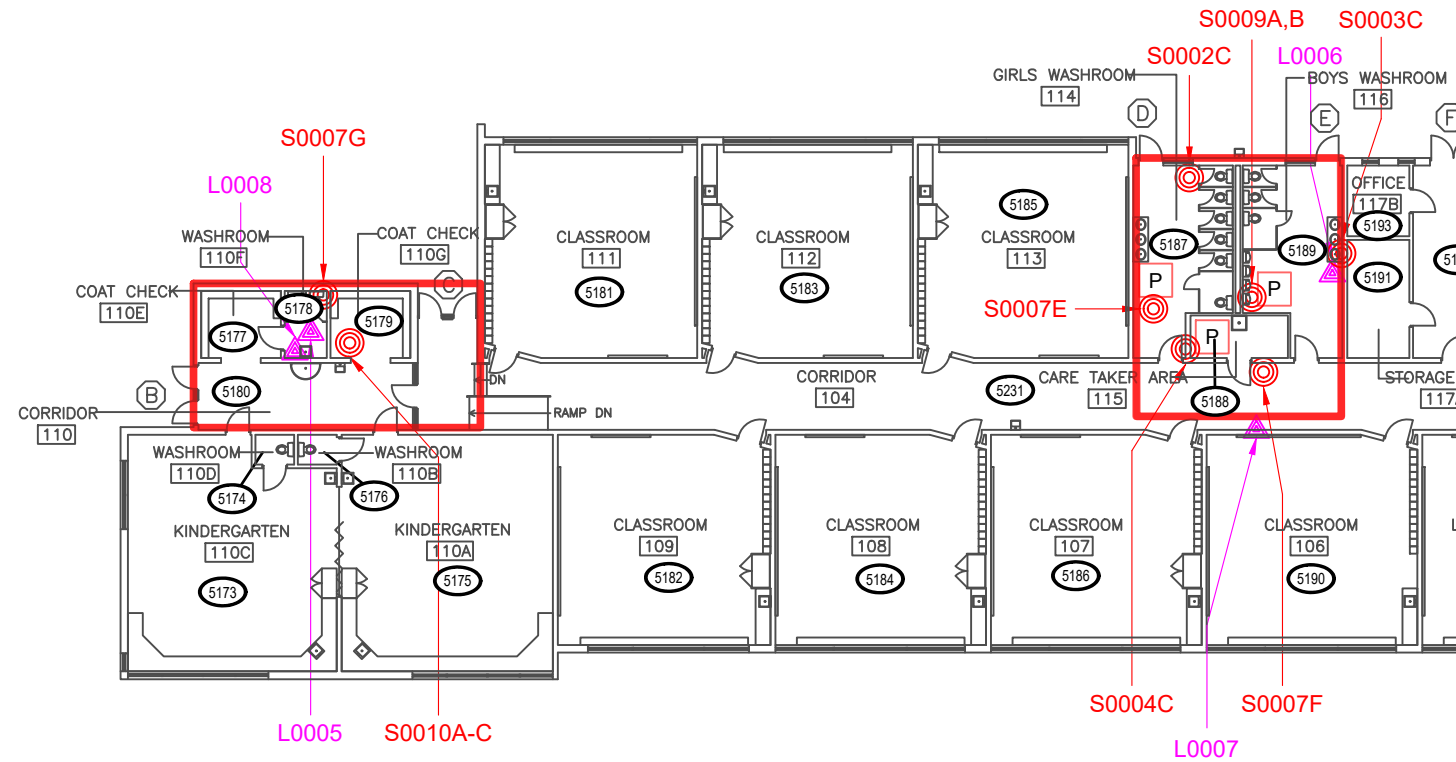 S0009A,B
S0003C
S0002C
L0006
GIRLS WASHROOM
114
BOYS WASHROOM
116
D
E
F
S0007G
L0008
WASHROOM
110F
COAT CHECK
110G
C
COAT CHECK
110E
5178
5179
5177
5180
B
CORRIDOR
110
DN
RAMP DN
CLASSROOM
111
5181
CLASSROOM
112
5183
5185
CLASSROOM
113
5187
P
S0007E
5189
P
P
OFFICE
117B
5193
5191
CORRIDOR
104
5231
CARE TAKER AREA
115
5188
STORAGE
117
WASHROOM
110D
5174
WASHROOM
110B
5176
KINDERGARTEN
110C
5173
KINDERGARTEN
110A
5175
CLASSROOM
109
5182
CLASSROOM
108
5184
CLASSROOM
107
5186
CLASSROOM
106
5190
L0005
S0010A-C
S0004C
S0007F
L0007